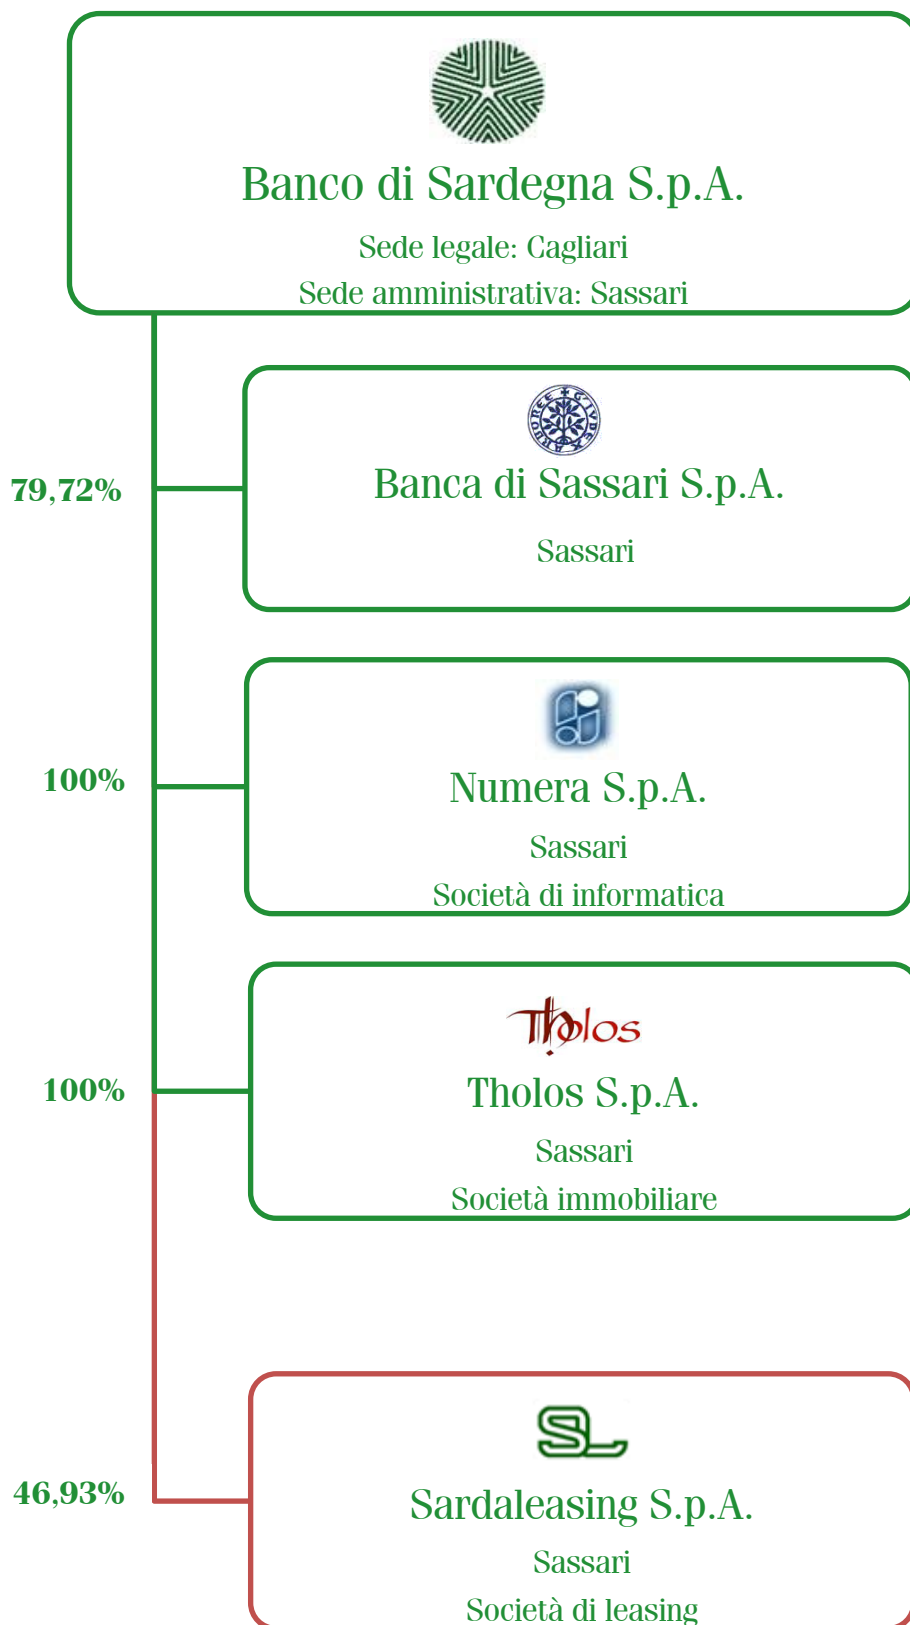 Banco di Sardegna S.p.A.
Sede legale: Cagliari
Sede amministrativa: Sassari
79,72%
Banca di Sassari S.p.A.
Sassari
100%
Numera S.p.A.
Sassari
Società di informatica
Tholos
100%
Tholos S.p.A.
Sassari
Società immobiliare
SL
46,93%
Sardaleasing S.p.A.
Sassari
Società di leasing